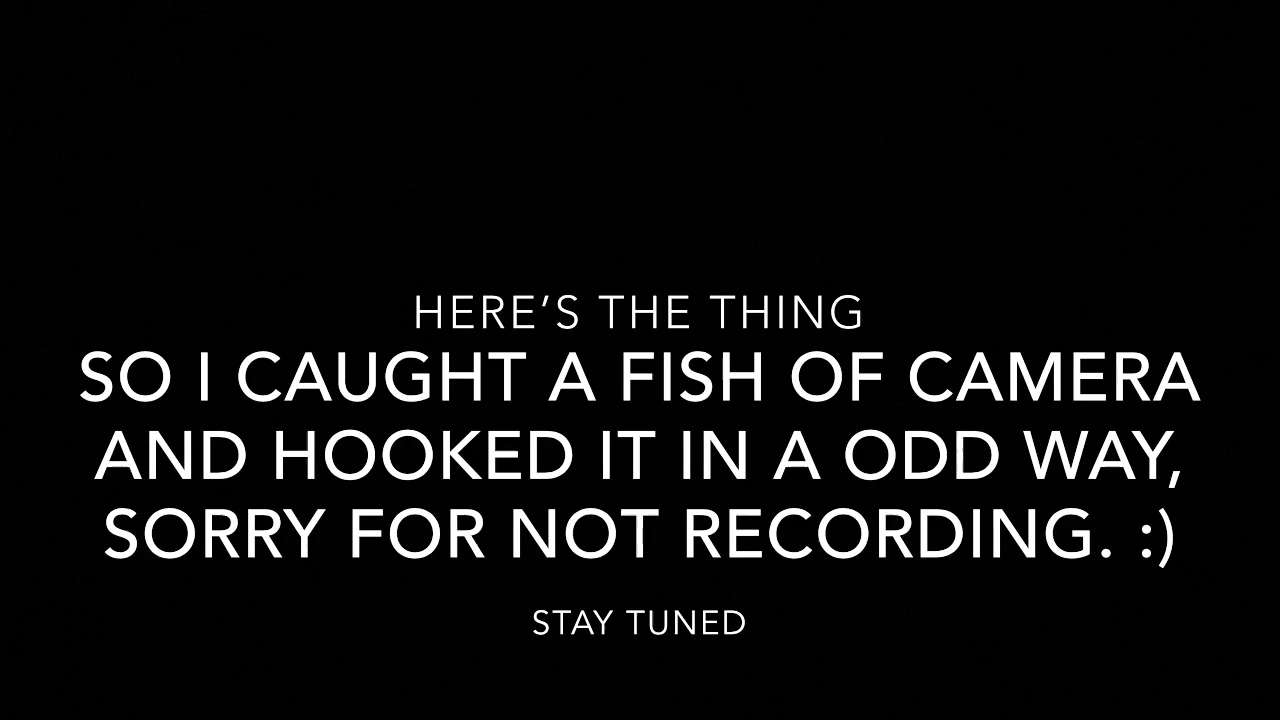 HERE’S THE THING
SO I CAUGHT A FISH OF CAMERA
AND HOOKED IT IN A ODD WAY,
SORRY FOR NOT RECORDING. :)
STAY TUNED